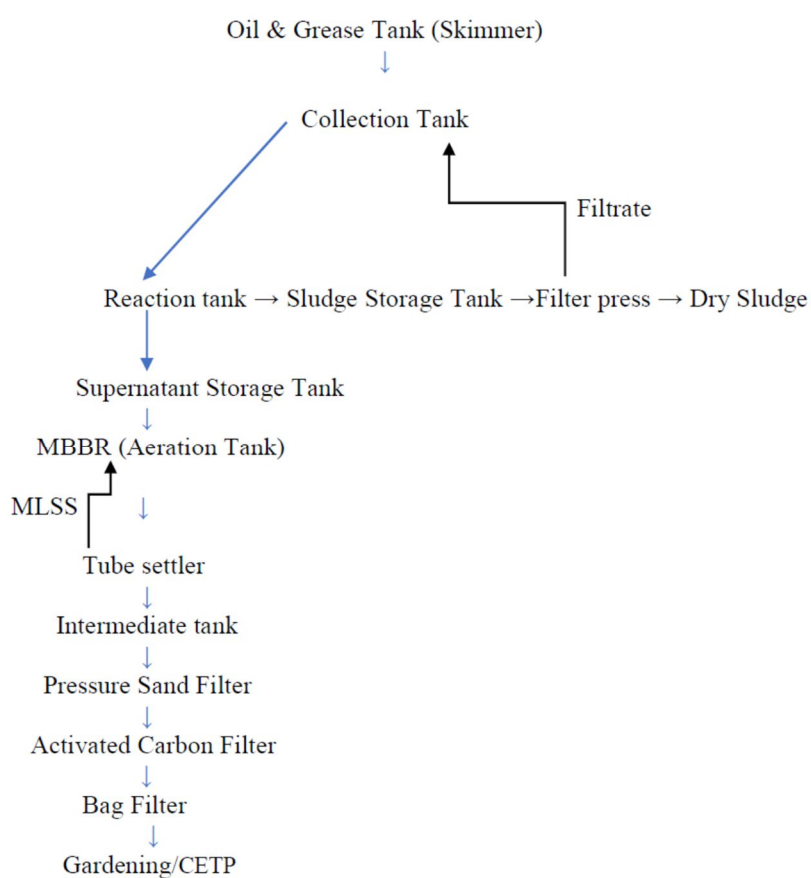 Oil & Grease Tank (Skimmer)
↓
Collection Tank
Filtrate
Reaction tank → Sludge Storage Tank →Filter press → Dry Sludge
Supernatant Storage Tank
↓
MBBR (Aeration Tank)
MLSS
↓
Tube settler
↓
Intermediate tank
↓
Pressure Sand Filter
↓
Activated Carbon Filter
↓
Bag Filter
↓
Gardening/CETP